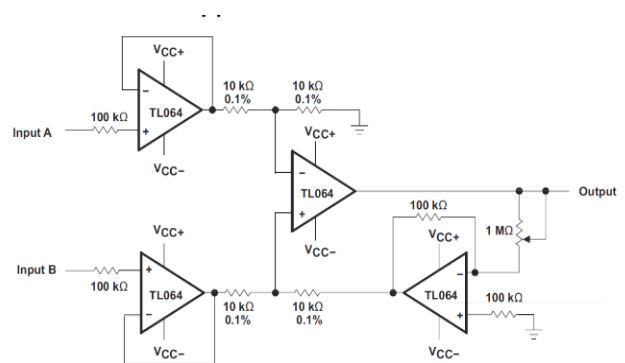 VCC+
10 kΩ
0.1%
10 kΩ
0.1%
100 kΩ
−
TL064
+
Input A
VCC−
VCC+
−
TL064
+
VCC−
Output
100 kΩ
1 MΩ
VCC+
Input B
100 kΩ
+
TL064
−
VCC−
10 kΩ
0.1%
10 kΩ
0.1%
VCC+
−
TL064
+
100 kΩ
VCC−